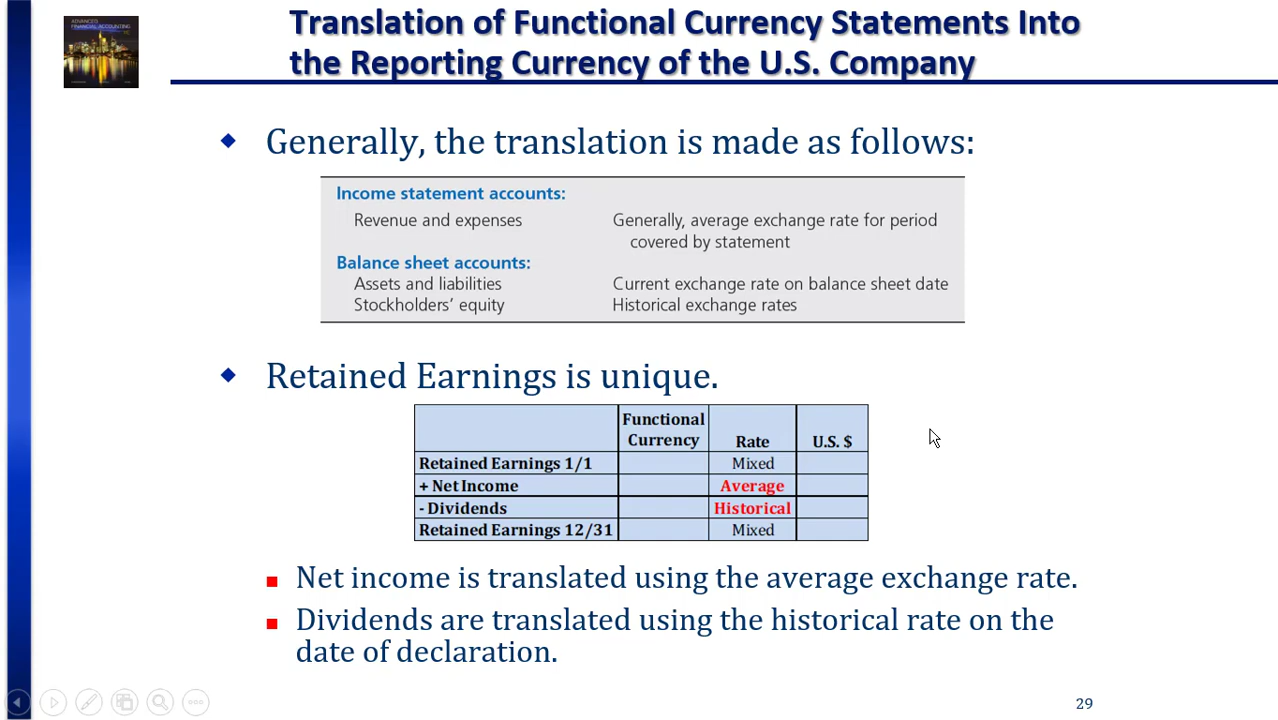 ADVANCED
FINANCIAL ACCOUNTING
Translation of Functional Currency Statements Into
the Reporting Currency of the U.S. Company
Generally, the translation is made as follows:
Income statement accounts:
Revenue and expenses Generally, average exchange rate for period
covered by statement
Balance sheet accounts:
Assets and liabilities Current exchange rate on balance sheet date
Stockholders' equity Historical exchange rates
Retained Earnings is unique.
Functional
Currency Rate U.S. $
Retained Earnings 1/1 Mixed
+ Net Income Average
- Dividends Historical
Retained Earnings 12/31 Mixed
Net income is translated using the average exchange rate.
Dividends are translated using the historical rate on the
date of declaration.
29